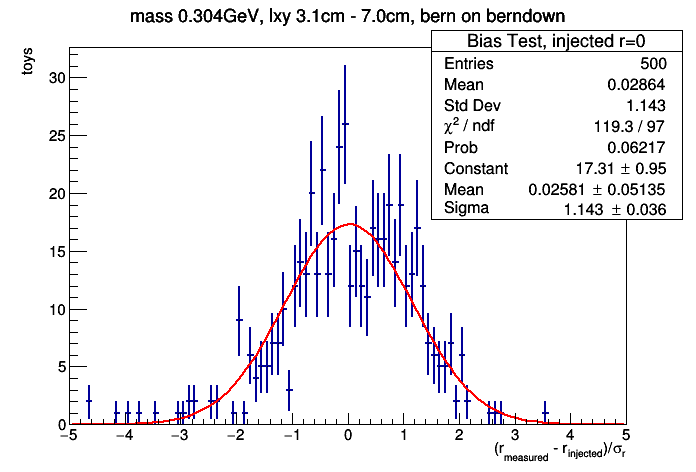 mass 0.304GeV, lxy 3.1cm - 7.0cm, bern on berndown
Bias Test, injected r=0
Entries 500
Mean 0.02864
Std Dev 1.143
χ² / ndf 119.3 / 97
Prob 0.06217
Constant 17.31 ± 0.95
Mean 0.02581 ± 0.05135
Sigma 1.143 ± 0.036
toys
30
25
20
15
10
5
0
−5 −4 −3 −2 −1 0 1 2 3 4 5
(r_measured - r_injected)/σ_r